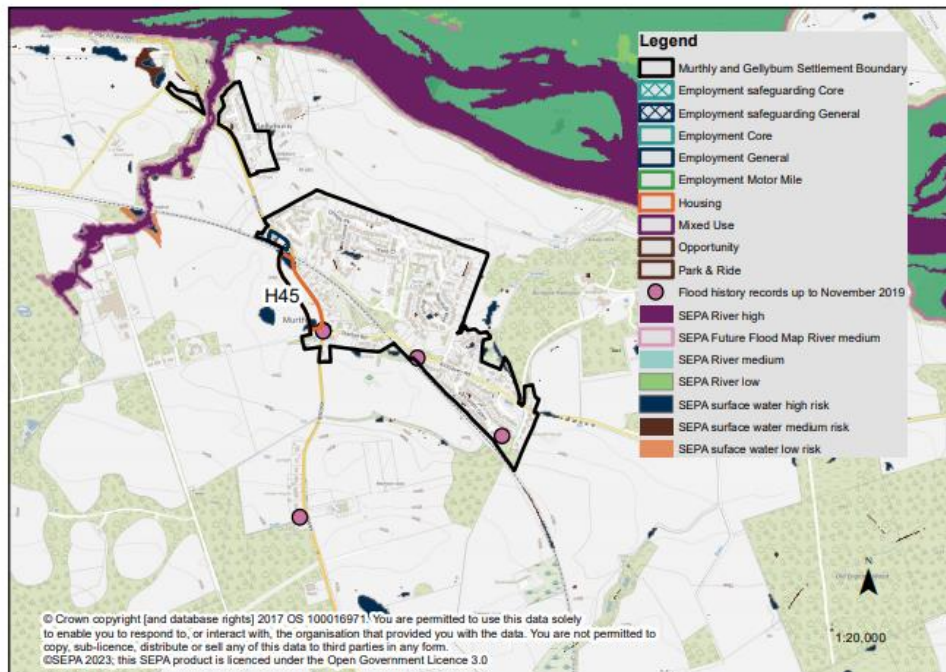 Legend
Murthly and Gellyburn Settlement Boundary
Employment safeguarding Core
Employment safeguarding General
Employment Core
Employment General
Employment Motor Mile
Housing
Mixed Use
Opportunity
Park & Ride
Flood history records up to November 2019
SEPA River high
SEPA Future Flood Map River medium
SEPA River medium
SEPA River low
SEPA surface water high risk
SEPA surface water medium risk
SEPA suface water low risk
Gellyburn
H45
N
1:20,000
© Crown copyright [and database rights] 2017 OS 100016971. You are permitted to use this data solely
to enable you to respond to, or interact with, the organisation that provided you with the data. You are not permitted to
copy, sub-licence, distribute or sell any of this data to third parties in any form.
©SEPA 2023; this SEPA product is licenced under the Open Government Licence 3.0